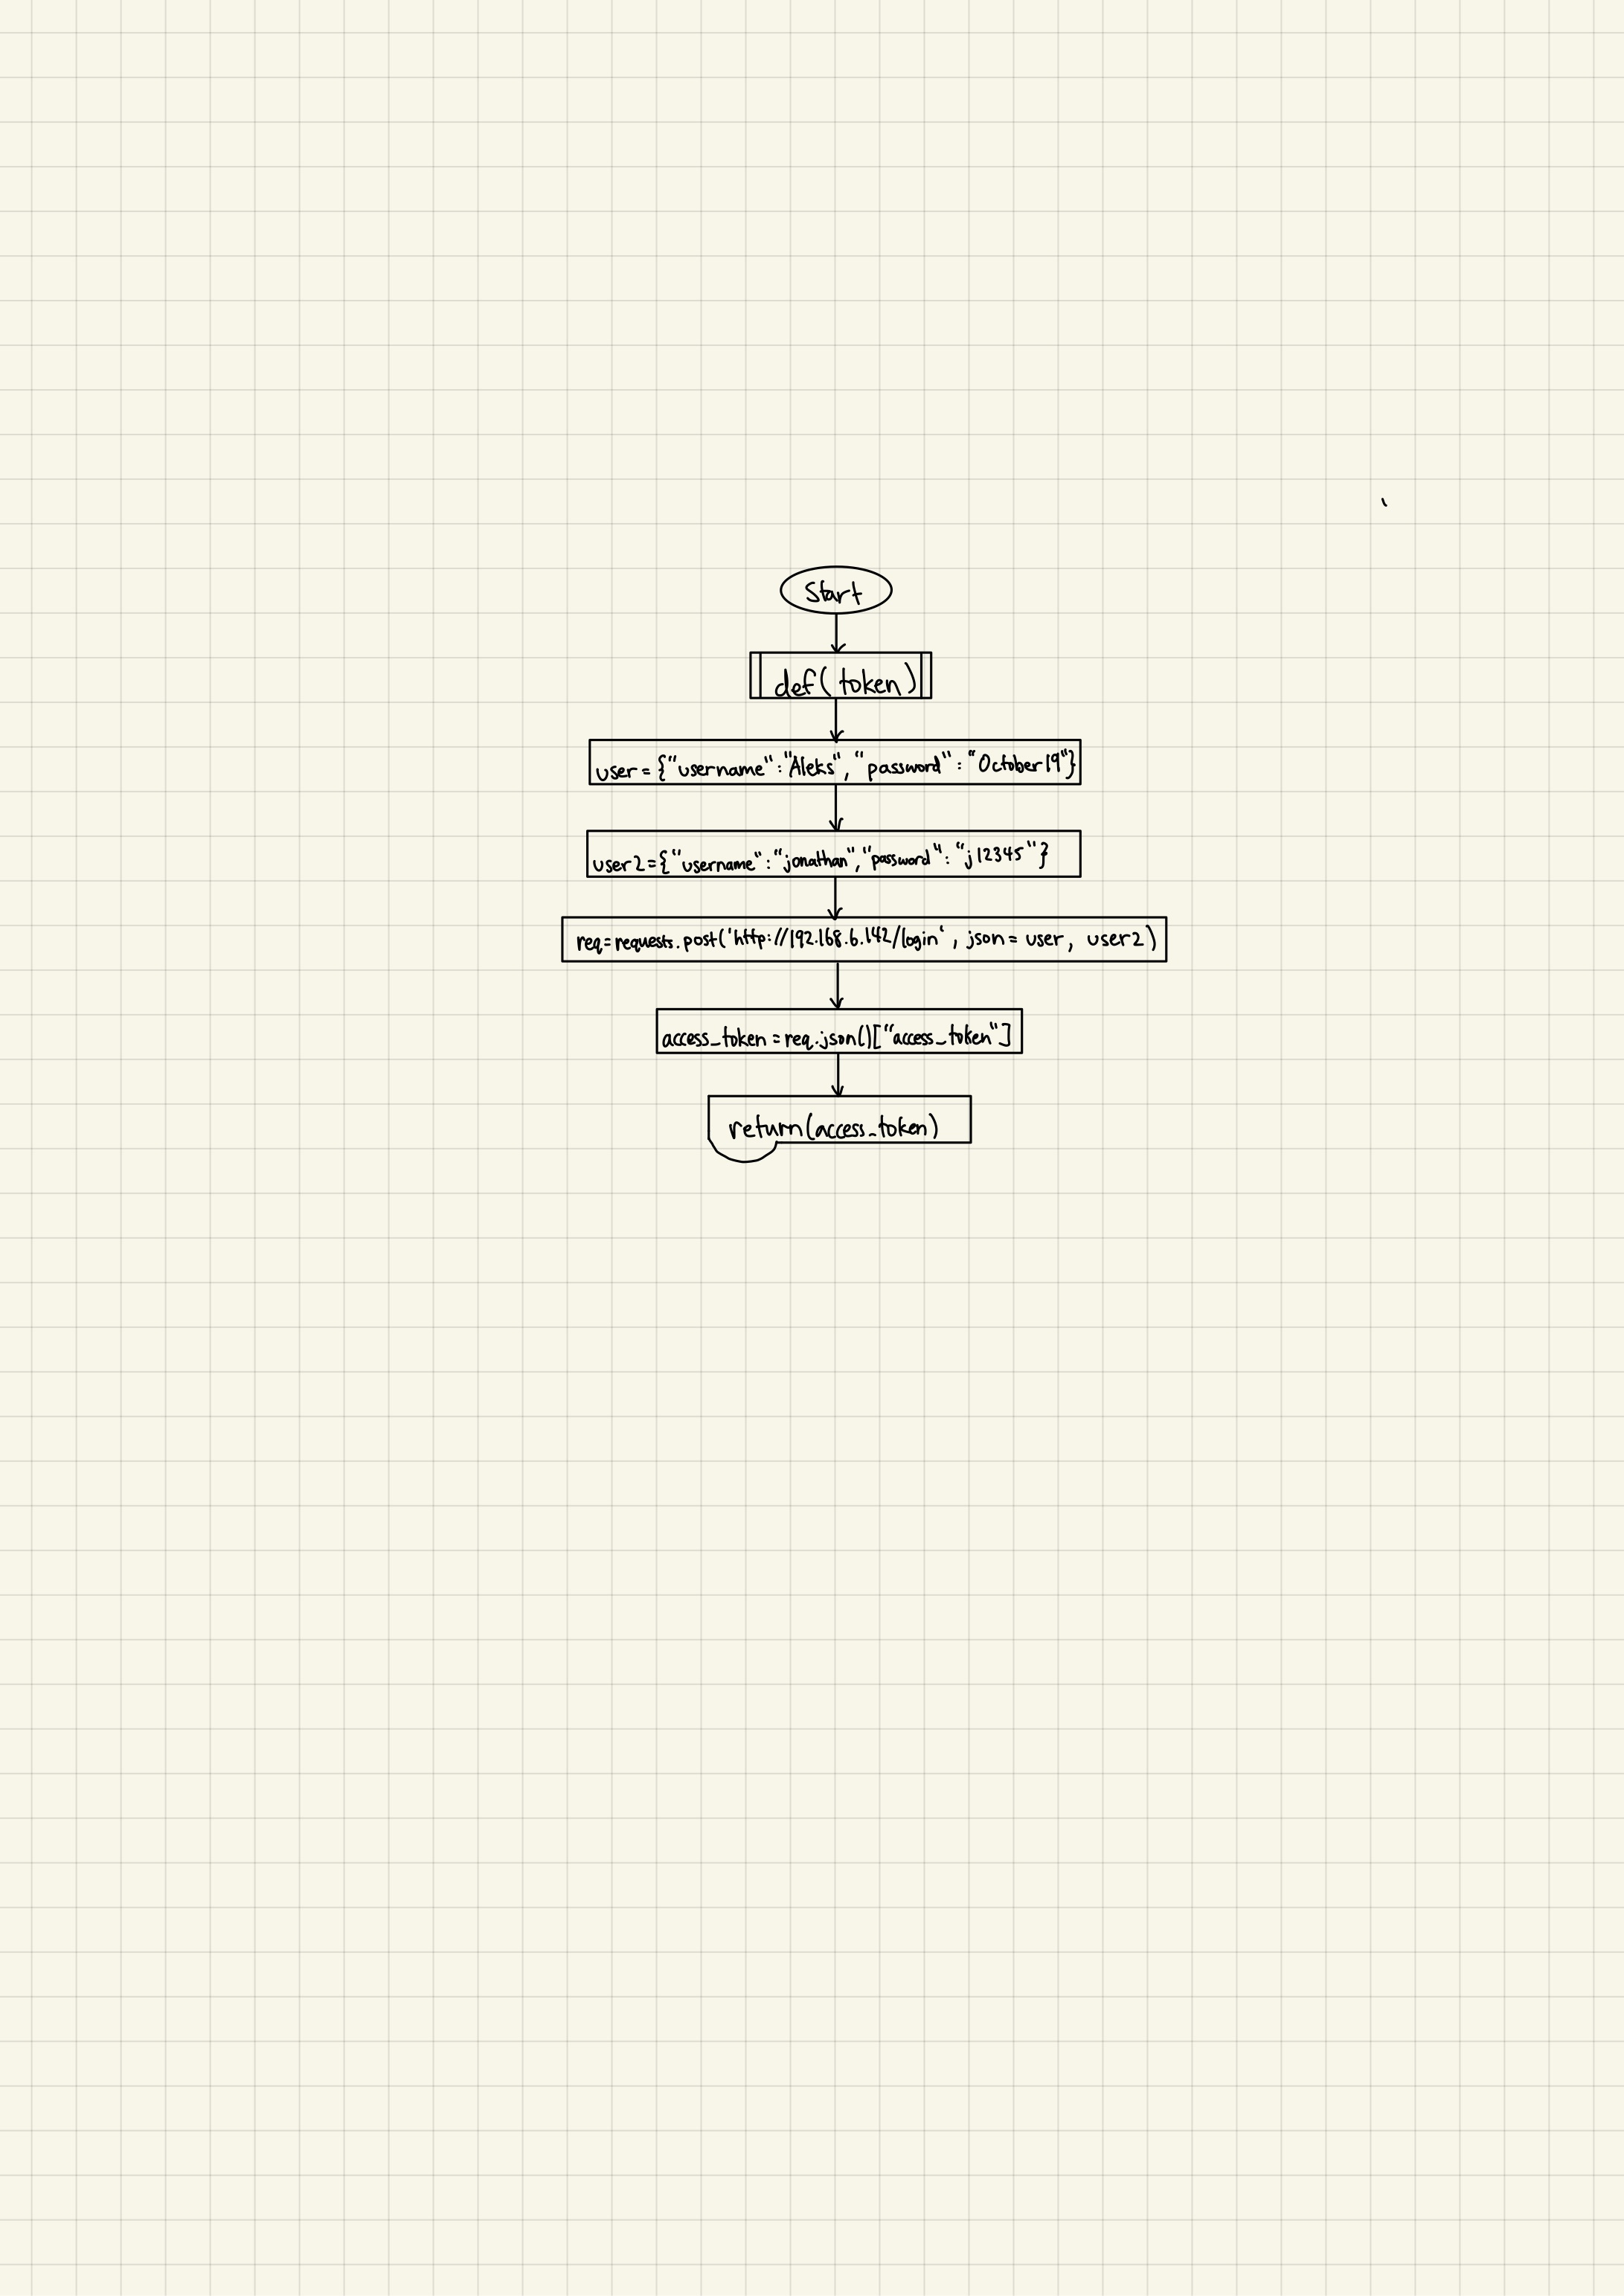 Start
def(token)
user = {"username":"Aleks", "password" : "October19"}
user2={"username":"jonathan","password":"j12345"}
req=requests.post('http://192.168.6.142/login', json= user, user2)
access_token = req.json()["access_token"]
return(access_token)